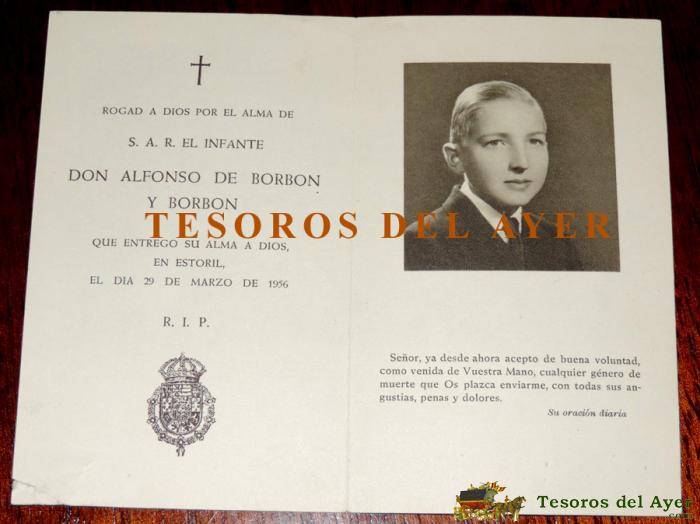 ROGAD A DIOS POR EL ALMA DE
S. A. R. EL INFANTE
DON ALFONSO DE BORBON
Y BORBON
QUE ENTREGO SU ALMA A DIOS,
EN ESTORIL,
EL DIA 29 DE MARZO DE 1956
R. I. P.
TESOROS DEL AYER
Señor, ya desde ahora acepto de buena voluntad,
como venida de Vuestra Mano, cualquier género de
muerte que Os plazca enviarme, con todas sus an-
gustias, penas y dolores.
Su oración diaria
Tesoros del Ayer
.com